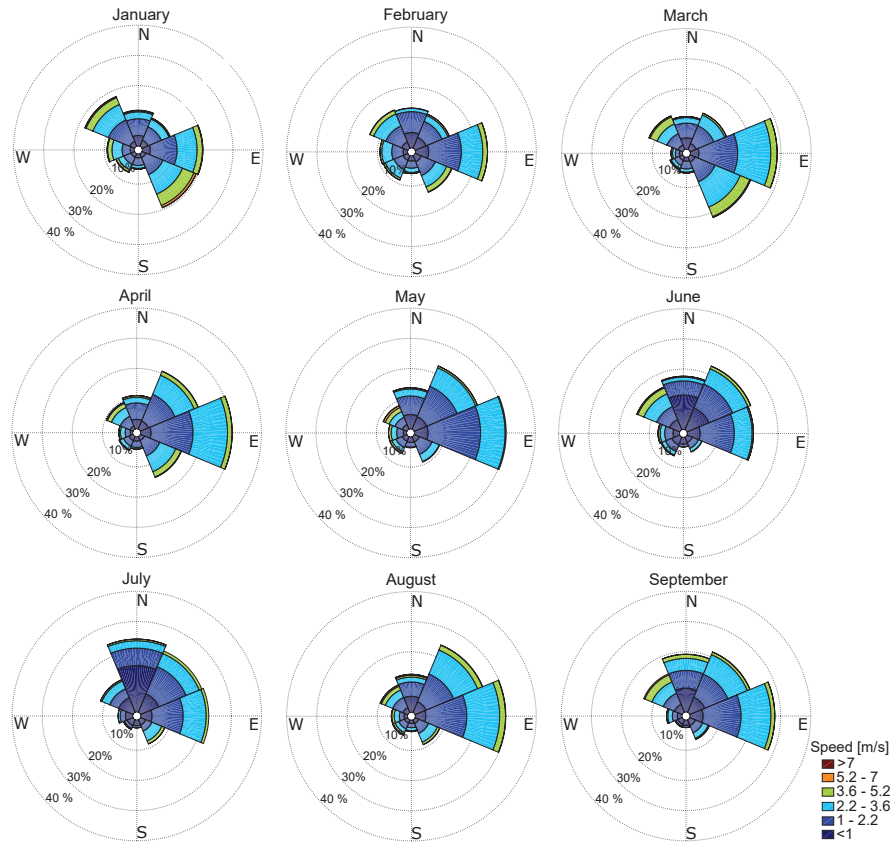 January
N
W
E
S
10%
20%
30%
40 %
February
N
W
E
S
10%
20%
30%
40 %
March
N
W
E
S
10%
20%
30%
40 %
April
N
W
E
S
10%
20%
30%
40 %
May
N
W
E
S
10%
20%
30%
40 %
June
N
W
E
S
10%
20%
30%
40 %
July
N
W
E
S
10%
20%
30%
40 %
August
N
W
E
S
10%
20%
30%
40 %
September
N
W
E
S
10%
20%
30%
40 %
Speed [m/s]
>7
5.2 - 7
3.6 - 5.2
2.2 - 3.6
1 - 2.2
<1